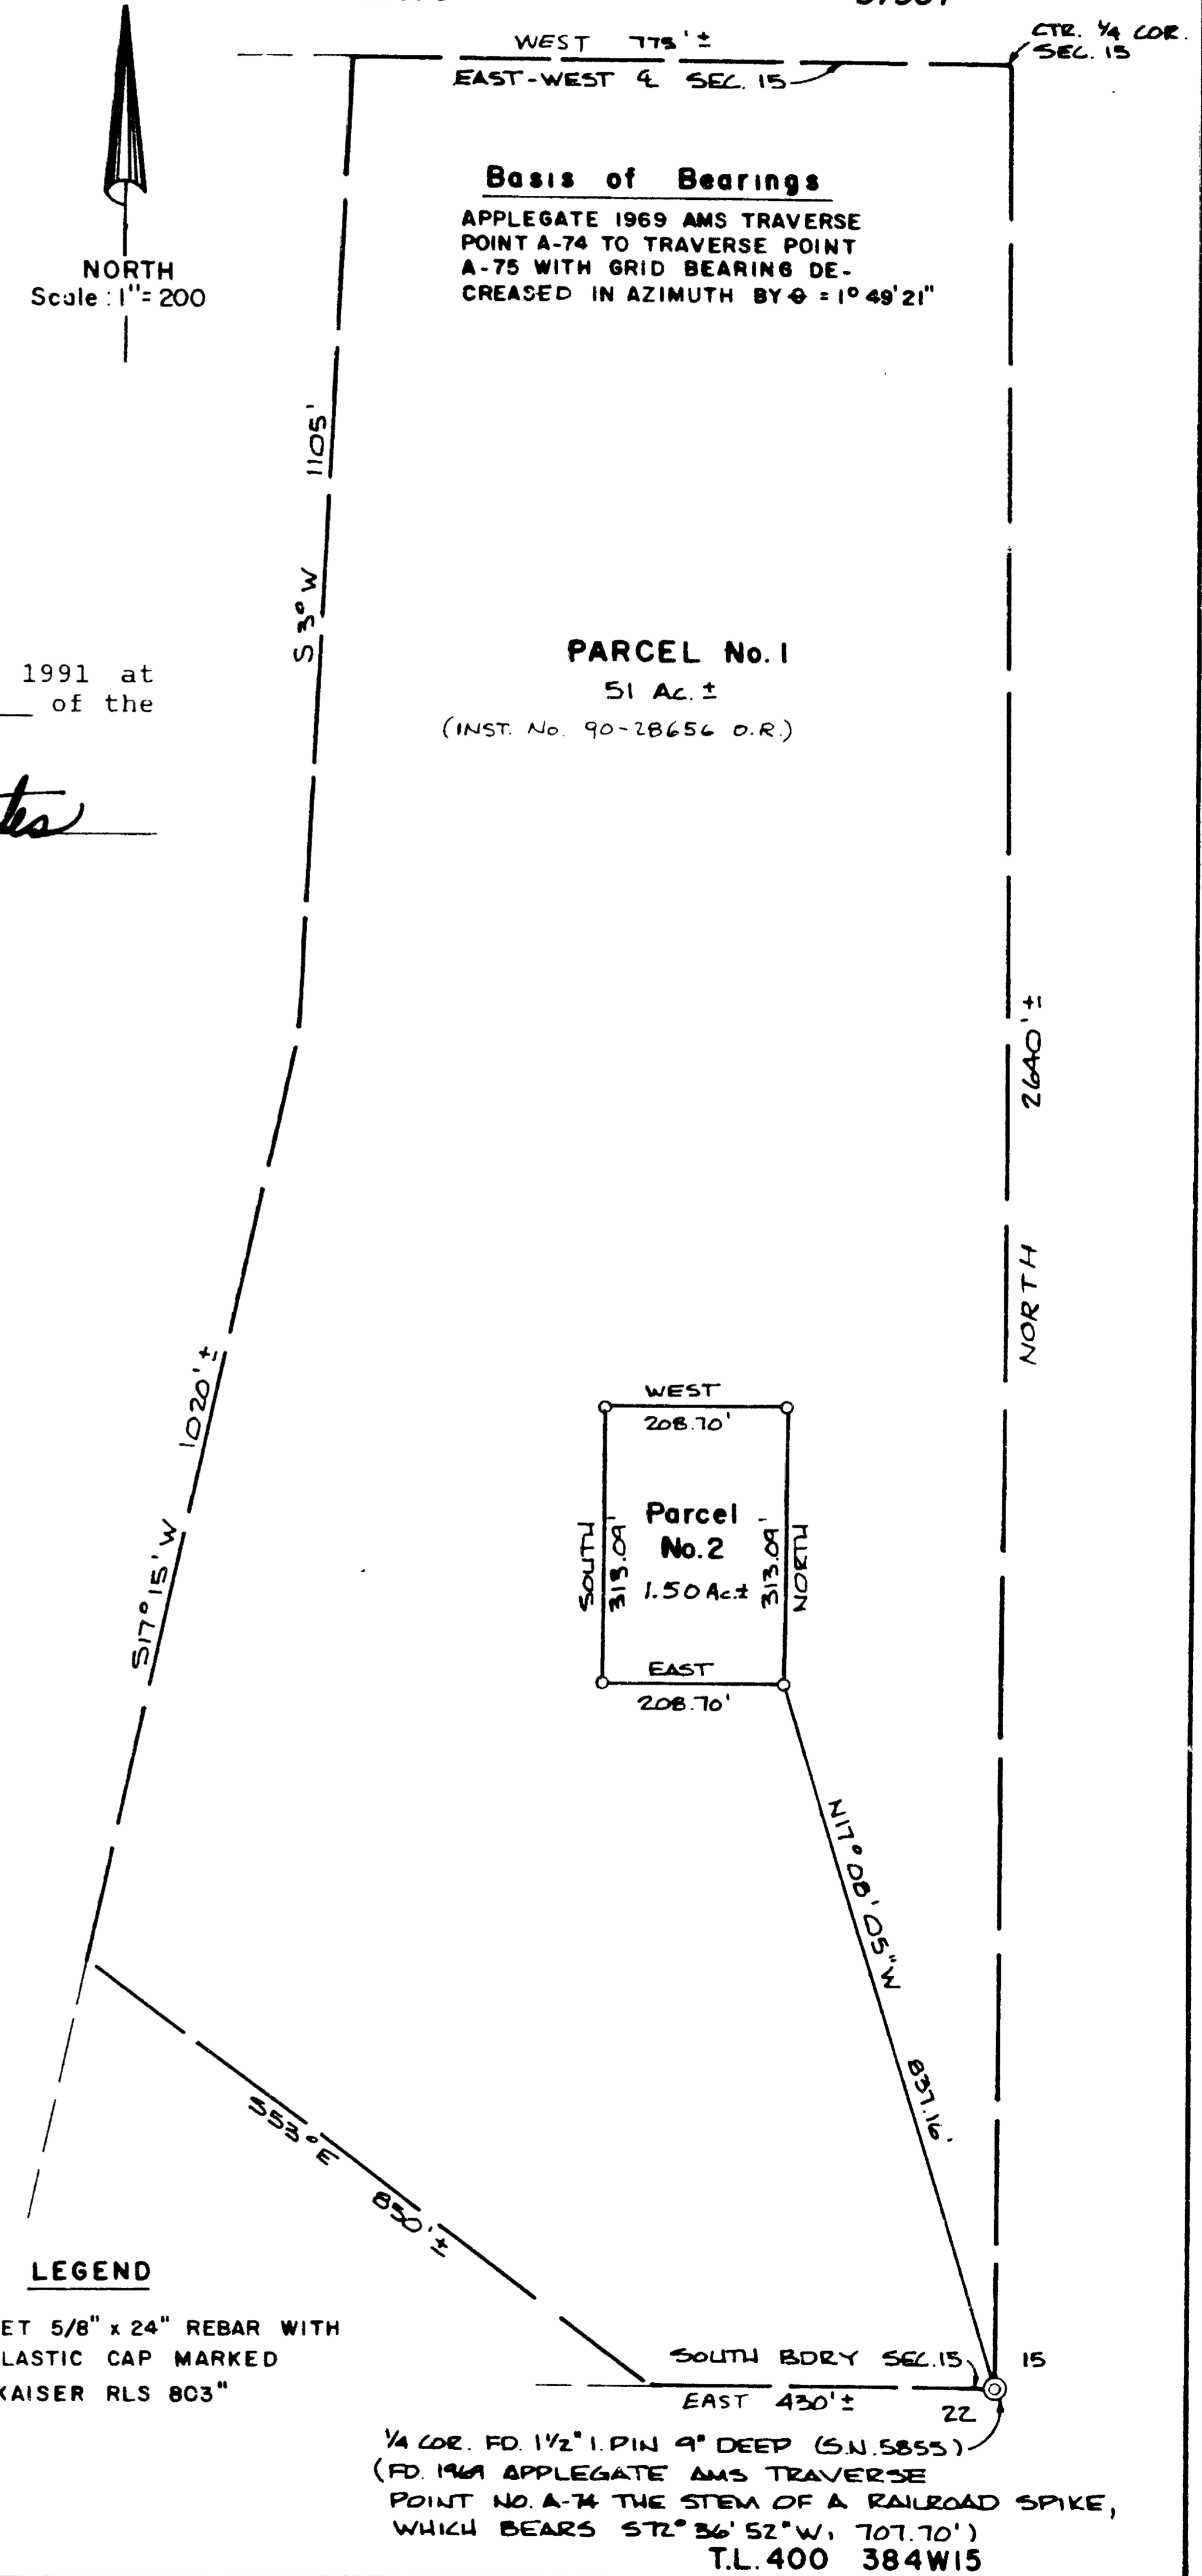 WEST 775'±
CTR. ¼ COR.
SEC. 15
EAST-WEST ℄ SEC. 15
Basis of Bearings
APPLEGATE 1969 AMS TRAVERSE
POINT A-74 TO TRAVERSE POINT
A-75 WITH GRID BEARING DE-
CREASED IN AZIMUTH BY θ = 1° 49' 21"
NORTH
Scale : 1" = 200
S 3° W 1105'
PARCEL No. 1
51 Ac. ±
(INST. No. 90-28656 O.R.)
1991 at
of the
2640'±
NORTH
S17° 15' W 1020'±
WEST
208.70'
SOUTH
313.09'
Parcel
No. 2
1.50 Ac.±
313.09'
NORTH
EAST
208.70'
N17° 08' 05" W
837.16'
S53° E 850'±
LEGEND
ET 5/8" x 24" REBAR WITH
LASTIC CAP MARKED
KAISER RLS 803"
SOUTH BDRY SEC. 15
15
EAST 430'±
22
¼ COR. FD. 1½" I. PIN 9" DEEP (S.N. 5855)
(FD. 1969 APPLEGATE AMS TRAVERSE
POINT NO. A-74 THE STEM OF A RAILROAD SPIKE,
WHICH BEARS S72° 36' 52" W, 707.70')
T.L. 400 384W15